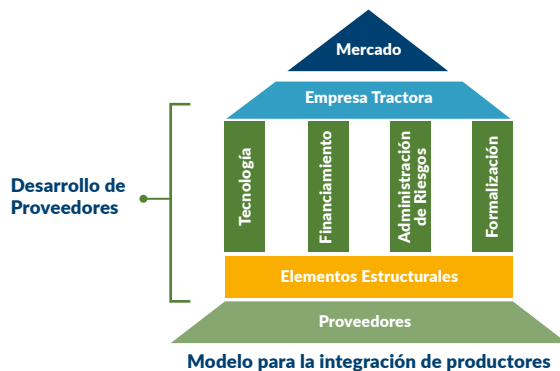 Mercado
Empresa Tractora
Desarrollo de
Proveedores
Tecnología
Financiamiento
Administración
de Riesgos
Formalización
Elementos Estructurales
Proveedores
Modelo para la integración de productores